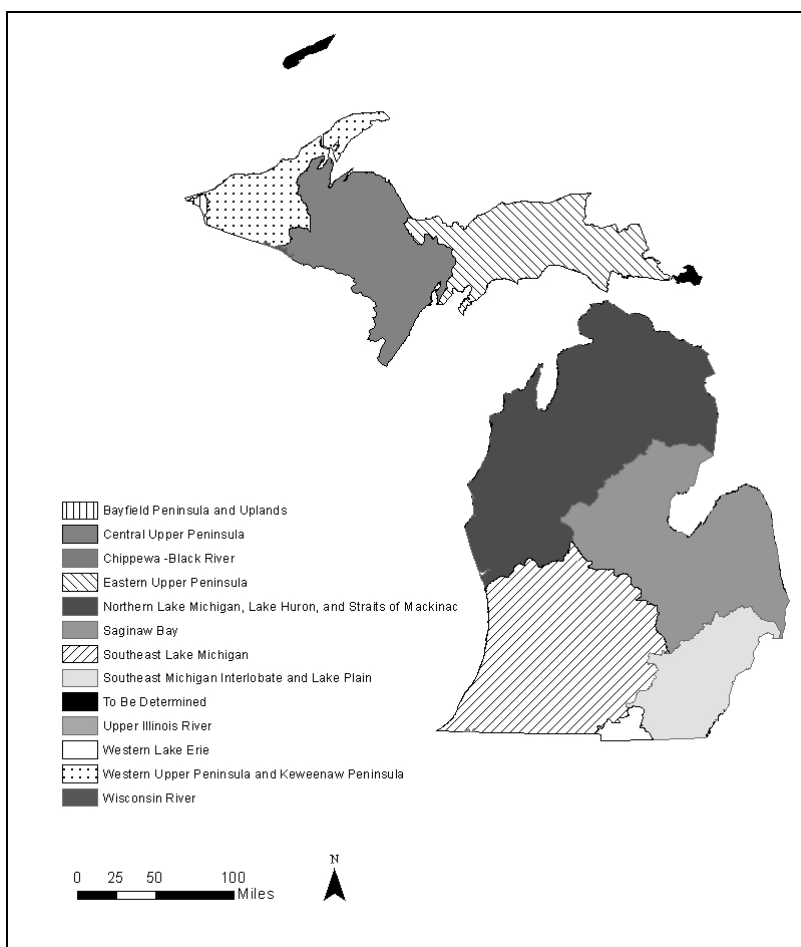 Bayfield Peninsula and Uplands
Central Upper Peninsula
Chippewa -Black River
Eastern Upper Peninsula
Northern Lake Michigan, Lake Huron, and Straits of Mackinac
Saginaw Bay
Southeast Lake Michigan
Southeast Michigan Interlobate and Lake Plain
To Be Determined
Upper Illinois River
Western Lake Erie
Western Upper Peninsula and Keweenaw Peninsula
Wisconsin River
N
0 25 50 100
Miles